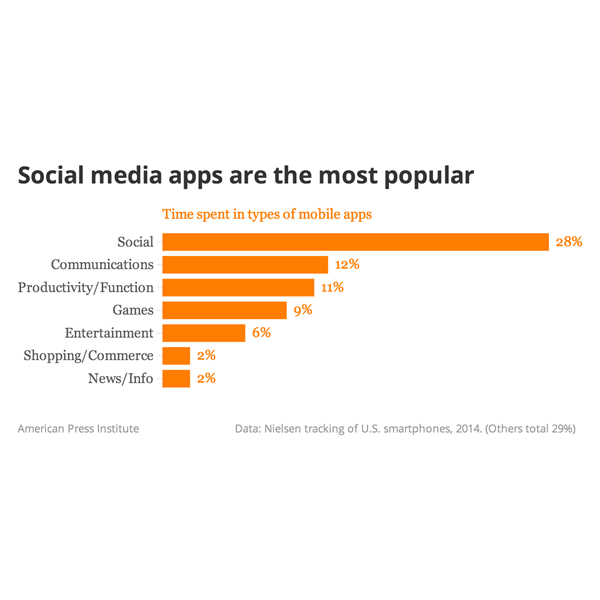 Social media apps are the most popular
Time spent in types of mobile apps
Social 28%
Communications 12%
Productivity/Function 11%
Games 9%
Entertainment 6%
Shopping/Commerce 2%
News/Info 2%
American Press Institute Data: Nielsen tracking of U.S. smartphones, 2014. (Others total 29%)